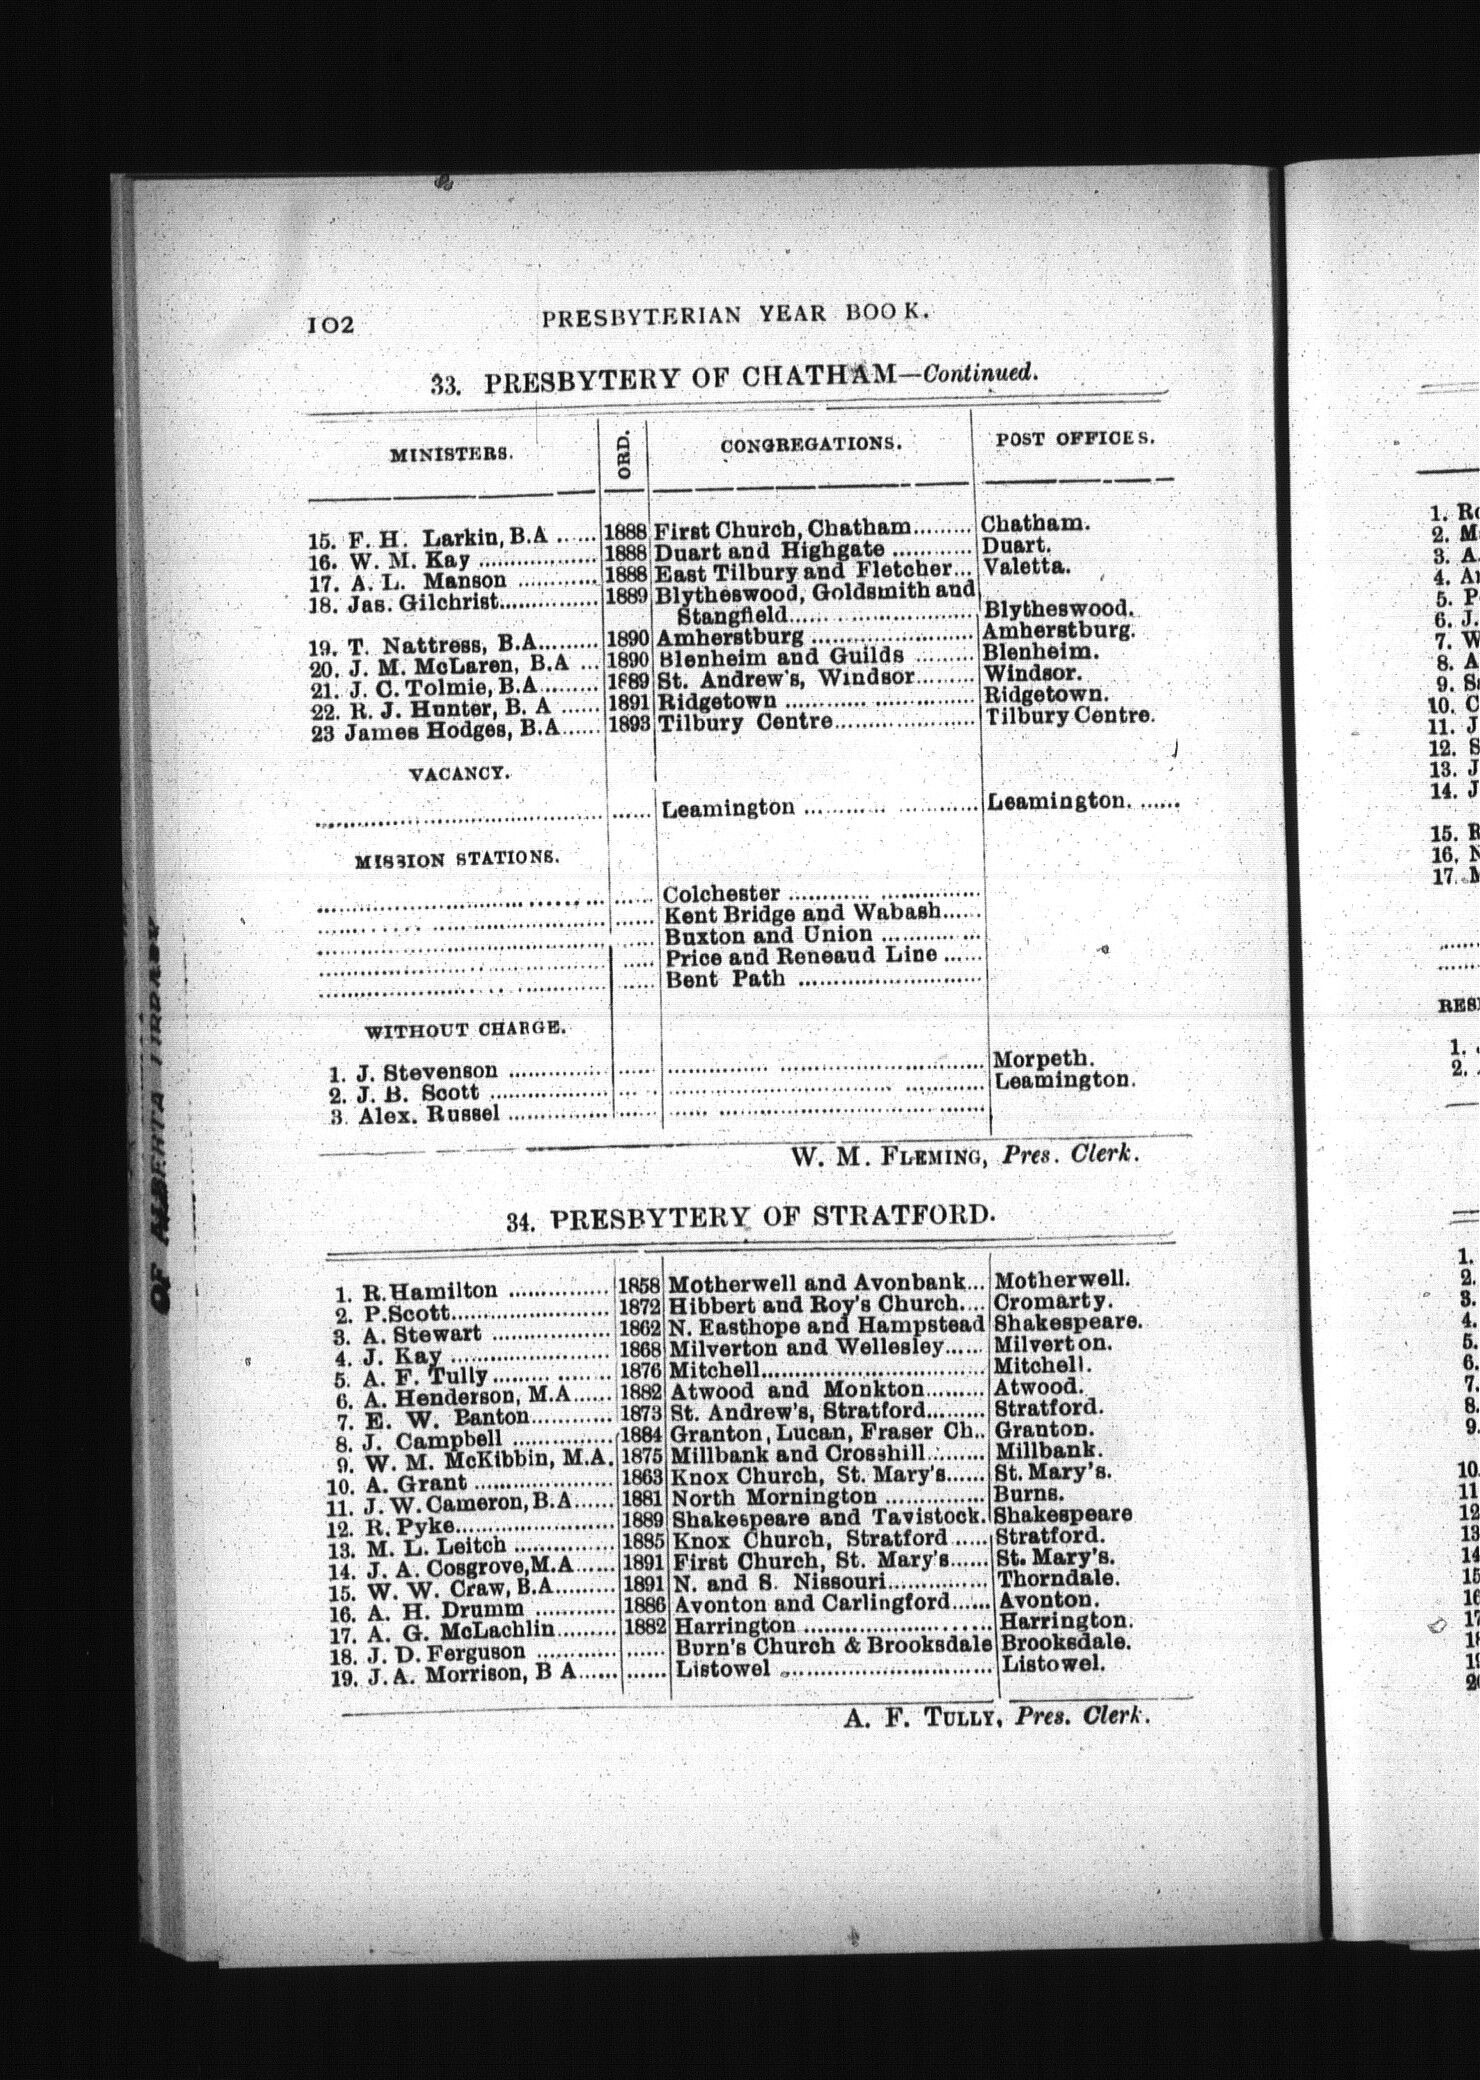 102 PRESBYTERIAN YEAR BOOK.
33. PRESBYTERY OF CHATHAM—Continued.
MINISTERS. ORD. CONGREGATIONS. POST OFFICES.
15. F. H. Larkin, B.A ...... 1888 First Church, Chatham......... Chatham.
16. W. M. Kay .................. 1888 Duart and Highgate ............ Duart.
17. A. L. Manson ............ 1888 East Tilbury and Fletcher... Valetta.
18. Jas. Gilchrist............... 1889 Blytheswood, Goldsmith and
Stangfield........................... Blytheswood.
19. T. Nattress, B.A......... 1890 Amherstburg ........................ Amherstburg.
20. J. M. McLaren, B.A ... 1890 Blenheim and Guilds ......... Blenheim.
21. J. C. Tolmie, B.A......... 1889 St. Andrew's, Windsor......... Windsor.
22. R. J. Hunter, B. A ...... 1891 Ridgetown ........................... Ridgetown.
23 James Hodges, B.A...... 1893 Tilbury Centre..................... Tilbury Centre.
VACANCY.
.......................................... ...... Leamington ........................... Leamington. ......
MISSION STATIONS.
.......................................... ...... Colchester ...........................
.......................................... ...... Kent Bridge and Wabash......
.......................................... ...... Buxton and Union ...............
.......................................... ...... Price and Reneaud Line ......
.......................................... ...... Bent Path ...........................
WITHOUT CHARGE.
1. J. Stevenson ............... ...... ................................................ Morpeth.
2. J. B. Scott .................. ...... ................................................ Leamington.
3. Alex. Russel ............... ...... ................................................
W. M. FLEMING, Pres. Clerk.
34. PRESBYTERY OF STRATFORD.
1. R. Hamilton ............... 1858 Motherwell and Avonbank... Motherwell.
2. P. Scott........................ 1872 Hibbert and Roy's Church.... Cromarty.
3. A. Stewart .................. 1862 N. Easthope and Hampstead Shakespeare.
4. J. Kay ........................ 1868 Milverton and Wellesley...... Milverton.
5. A. F. Tully.................. 1876 Mitchell.................................. Mitchell.
6. A. Henderson, M.A...... 1882 Atwood and Monkton......... Atwood.
7. E. W. Panton............ 1873 St. Andrew's, Stratford......... Stratford.
8. J. Campbell ............... 1884 Granton, Lucan, Fraser Ch.. Granton.
9. W. M. McKibbin, M.A. 1875 Millbank and Crosshill......... Millbank.
10. A. Grant ..................... 1863 Knox Church, St. Mary's...... St. Mary's.
11. J. W. Cameron, B.A...... 1881 North Mornington ............... Burns.
12. R. Pyke........................ 1889 Shakespeare and Tavistock. Shakespeare
13. M. L. Leitch ............... 1885 Knox Church, Stratford ...... Stratford.
14. J. A. Cosgrove, M.A...... 1891 First Church, St. Mary's...... St. Mary's.
15. W. W. Craw, B.A......... 1891 N. and S. Nissouri............... Thorndale.
16. A. H. Drumm ............ 1886 Avonton and Carlingford...... Avonton.
17. A. G. McLachlin......... 1882 Harrington ........................... Harrington.
18. J. D. Ferguson ............ ...... Burn's Church & Brooksdale Brooksdale.
19. J. A. Morrison, B A...... ...... Listowel .............................. Listowel.
A. F. TULLY, Pres. Clerk.
OF ALBERTA LIBRARY